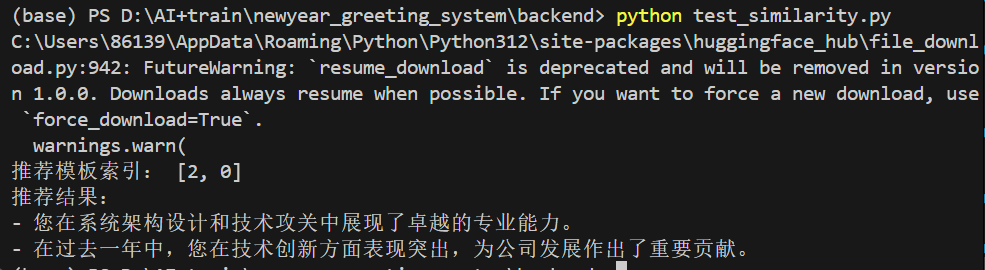 (base) PS D:\AI+train\newyear_greeting_system\backend> python test_similarity.py
C:\Users\86139\AppData\Roaming\Python\Python312\site-packages\huggingface_hub\file_downl
oad.py:942: FutureWarning: `resume_download` is deprecated and will be removed in versio
n 1.0.0. Downloads always resume when possible. If you want to force a new download, use
 `force_download=True`.
  warnings.warn(
推荐模板索引： [2, 0]
推荐结果：
- 您在系统架构设计和技术攻关中展现了卓越的专业能力。
- 在过去一年中，您在技术创新方面表现突出，为公司发展作出了重要贡献。